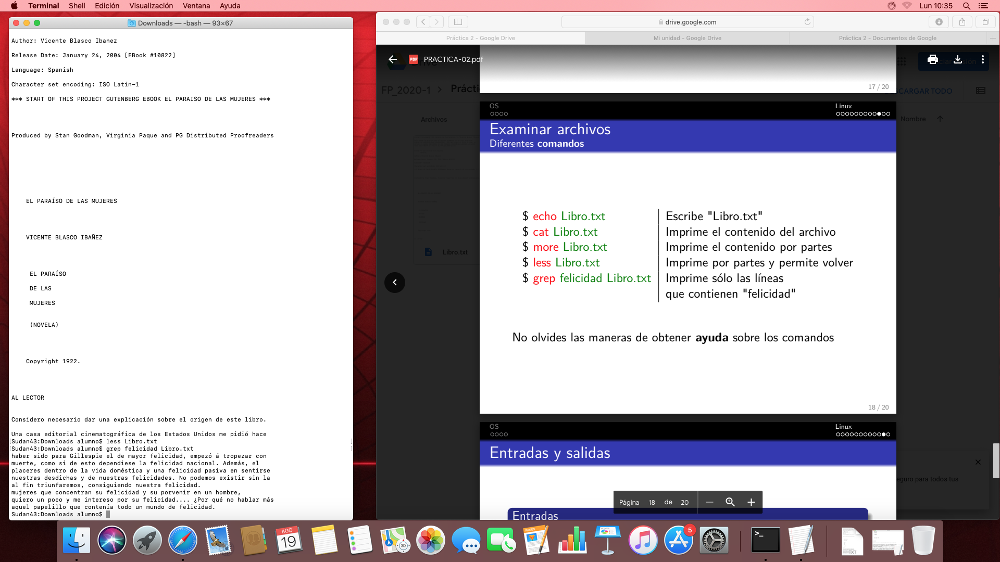 Terminal Shell Edición Visualización Ventana Ayuda
Lun 10:35
Downloads — -bash — 93×67
Author: Vicente Blasco Ibanez
Release Date: January 24, 2004 [EBook #10822]
Language: Spanish
Character set encoding: ISO Latin-1
*** START OF THIS PROJECT GUTENBERG EBOOK EL PARAISO DE LAS MUJERES ***
Produced by Stan Goodman, Virginia Paque and PG Distributed Proofreaders
EL PARAÍSO DE LAS MUJERES
VICENTE BLASCO IBAÑEZ
EL PARAÍSO
DE LAS
MUJERES
(NOVELA)
Copyright 1922.
AL LECTOR
Considero necesario dar una explicación sobre el origen de este libro.
Una casa editorial cinematográfica de los Estados Unidos me pidió hace
[Sudan43:Downloads alumno$ less Libro.txt ]
[Sudan43:Downloads alumno$ grep felicidad Libro.txt ]
haber sido para Gillespie el de mayor felicidad, empezó á tropezar con
muerte, como si de esto dependiese la felicidad nacional. Además, el
placeres dentro de la vida doméstica y una felicidad pasiva en sentirse
nuestras desdichas y de nuestras felicidades. No podemos existir sin la
al fin triunfaremos, consiguiendo nuestra felicidad.
mujeres que concentran su felicidad y su porvenir en un hombre,
quiero un poco y me intereso por su felicidad.... ¿Por qué no hablar más
aquel papelillo que contenía todo un mundo de felicidad.
Sudan43:Downloads alumno$
drive.google.com
Práctica 2 - Google Drive
Mi unidad - Google Drive
Práctica 2 - Documentos de Google
PDF PRACTICA-02.pdf
FP_2020-1 > Prácti
SCARGAR TODO
Archivos
Nombre
Libro.txt
17 / 20
OS
Linux
Examinar archivos
Diferentes comandos
$ echo Libro.txt Escribe "Libro.txt"
$ cat Libro.txt Imprime el contenido del archivo
$ more Libro.txt Imprime el contenido por partes
$ less Libro.txt Imprime por partes y permite volver
$ grep felicidad Libro.txt Imprime sólo las líneas
que contienen "felicidad"
No olvides las maneras de obtener ayuda sobre los comandos
18 / 20
OS
Linux
Entradas y salidas
eguro para todos tus
Página 18 de 20
Entradas
AGO
19
3D
PAGES
5
>_
TXT